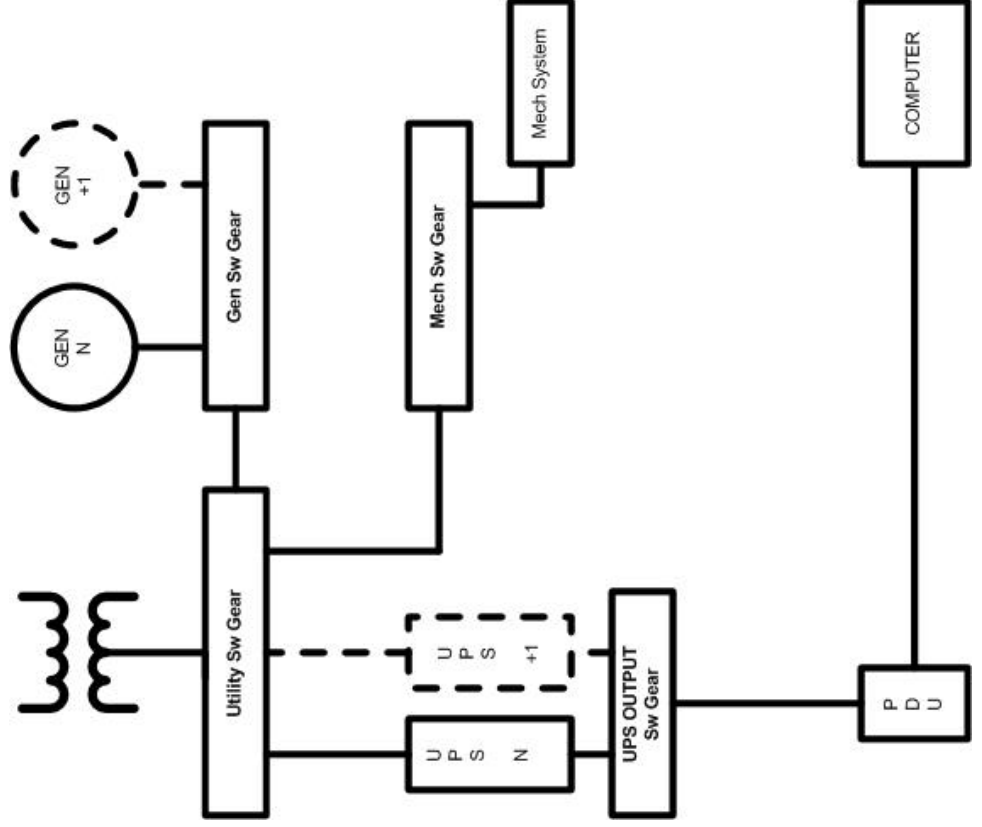 GEN
N
GEN
+1
Gen Sw Gear
Utility Sw Gear
Mech Sw Gear
Mech System
U
P
S
N
U
P
S
+1
UPS OUTPUT
Sw Gear
P
D
U
COMPUTER